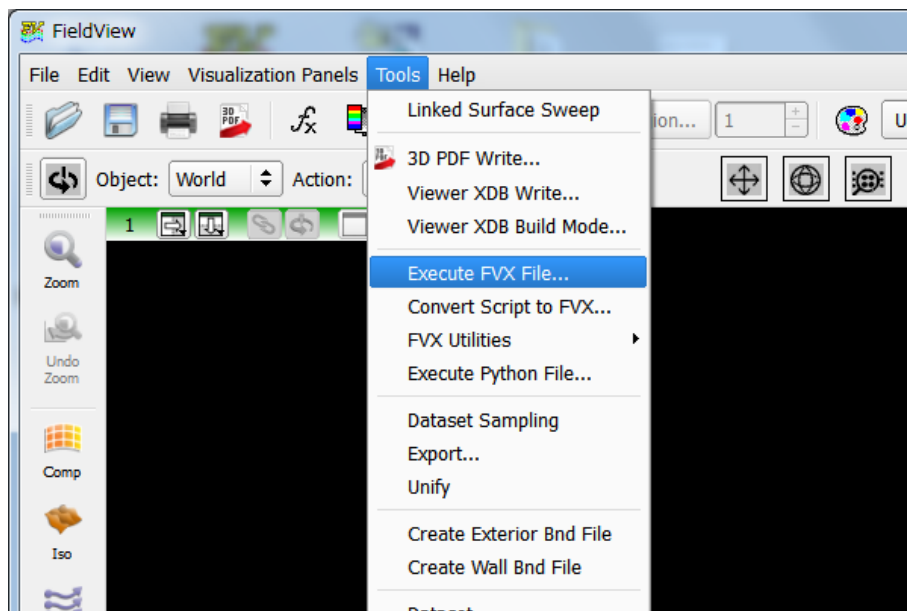 FieldView
File Edit View Visualization Panels Tools Help
3D PDF
ion... 1 U
Object: World Action:
1
Zoom
Undo Zoom
Comp
Iso
Linked Surface Sweep
3D PDF Write...
Viewer XDB Write...
Viewer XDB Build Mode...
Execute FVX File...
Convert Script to FVX...
FVX Utilities
Execute Python File...
Dataset Sampling
Export...
Unify
Create Exterior Bnd File
Create Wall Bnd File